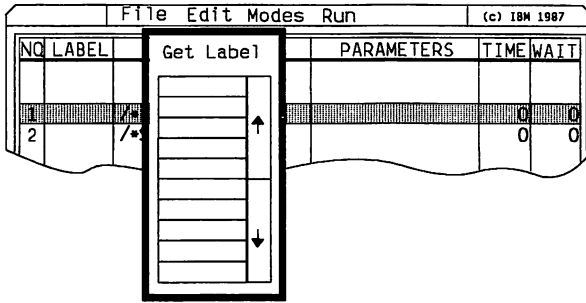 File Edit Modes Run (c) IBM 1987
NO LABEL Get Label PARAMETERS TIME WAIT
1 /* 0 0
2 /* 0 0